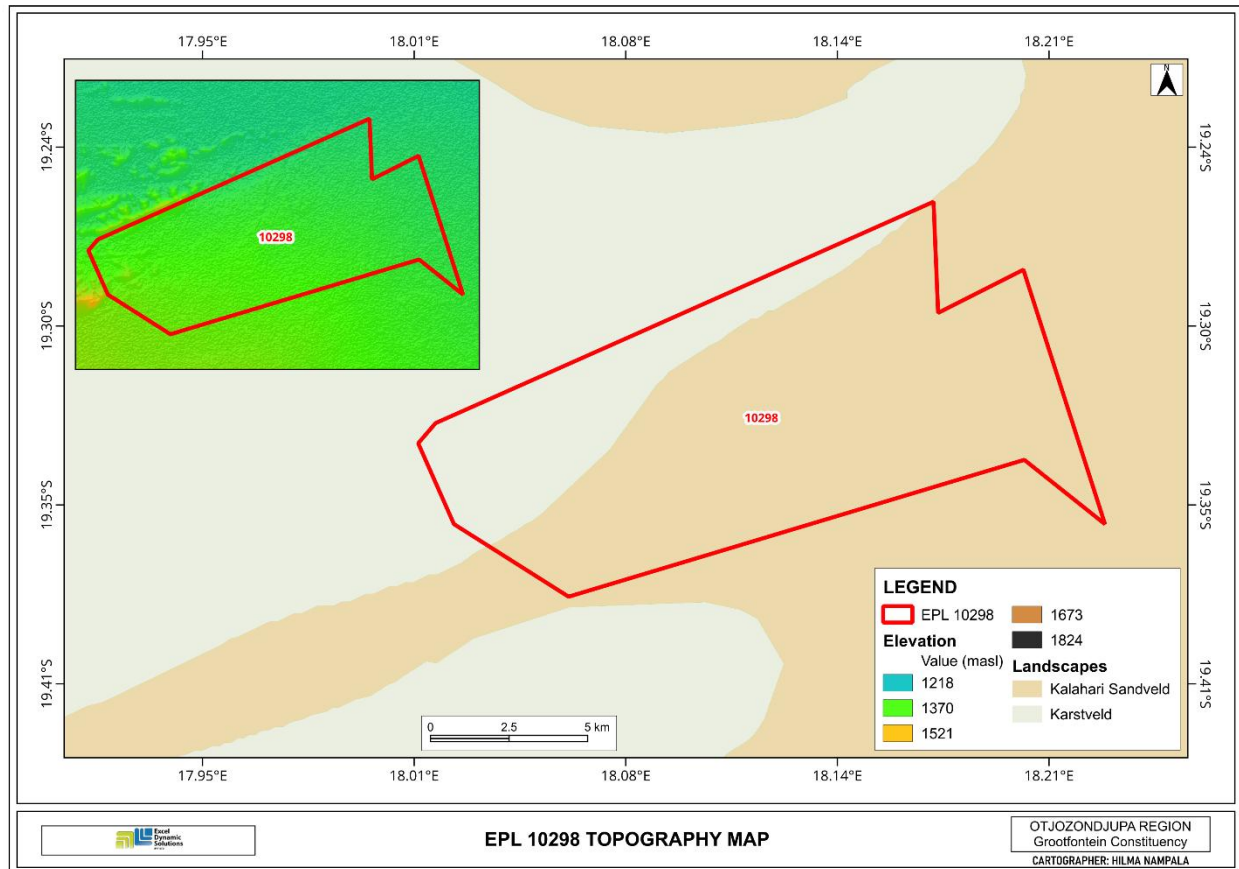 17.95°E 18.01°E 18.08°E 18.14°E 18.21°E
N
19.24°S 19.24°S
10298
19.30°S 19.30°S
10298
19.35°S 19.35°S
19.41°S 19.41°S
0 2.5 5 km
LEGEND
EPL 10298
Elevation
Value (masl)
1218
1370
1521
1673
1824
Landscapes
Kalahari Sandveld
Karstveld
17.95°E 18.01°E 18.08°E 18.14°E 18.21°E
Excel
Dynamic
Solutions
EPL 10298 TOPOGRAPHY MAP
OTJOZONDJUPA REGION
Grootfontein Constituency
CARTOGRAPHER: HILMA NAMPALA